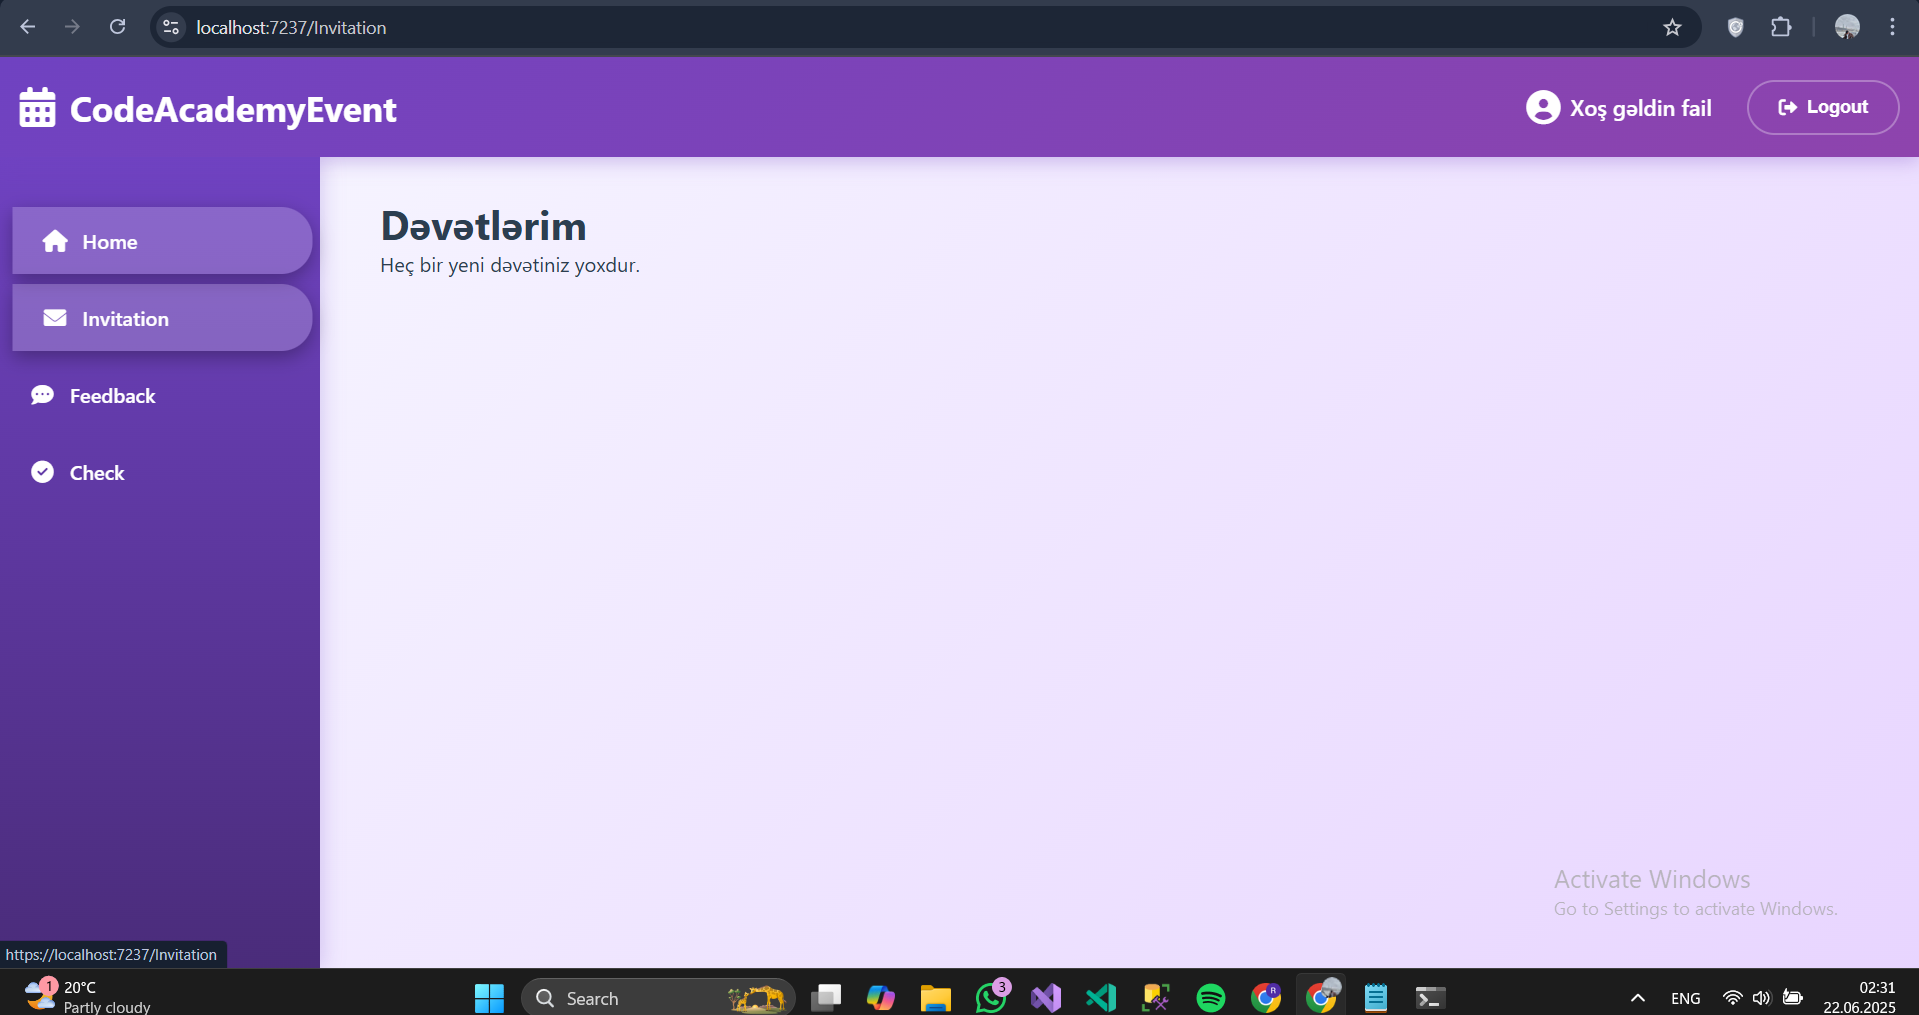 localhost:7237/Invitation
CodeAcademyEvent
Xoş gəldin fail
Logout
Home
Invitation
Feedback
Check
Dəvətlərim
Heç bir yeni dəvətiniz yoxdur.
Activate Windows
Go to Settings to activate Windows.
https://localhost:7237/Invitation
1
20°C
Partly cloudy
Search
3
R
ENG
02:31
22.06.2025